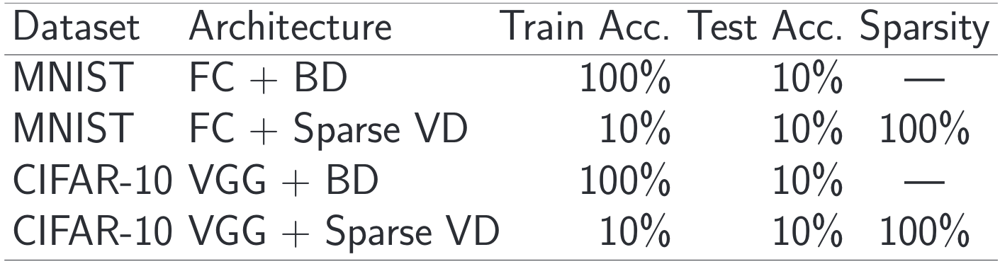 Dataset Architecture Train Acc. Test Acc. Sparsity
MNIST FC + BD 100% 10% —
MNIST FC + Sparse VD 10% 10% 100%
CIFAR-10 VGG + BD 100% 10% —
CIFAR-10 VGG + Sparse VD 10% 10% 100%